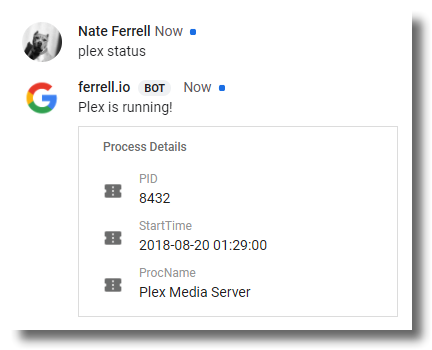 Nate Ferrell Now
plex status
ferrell.io BOT Now
Plex is running!
Process Details
PID
8432
StartTime
2018-08-20 01:29:00
ProcName
Plex Media Server